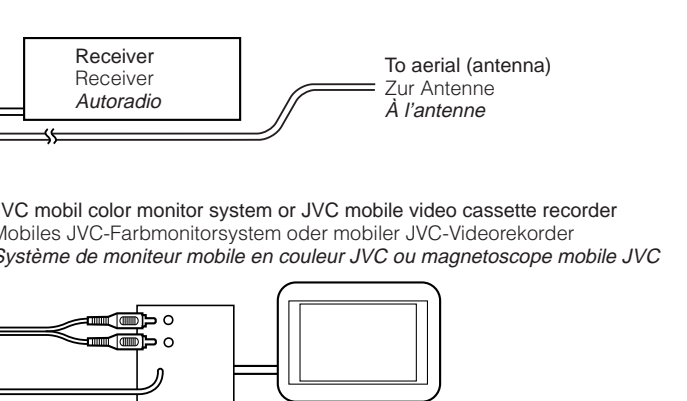 Receiver
Receiver
Autoradio
To aerial (antenna)
Zur Antenne
À l'antenne
VC mobil color monitor system or JVC mobile video cassette recorder
Mobiles JVC-Farbmonitorsystem oder mobiler JVC-Videorekorder
Système de moniteur mobile en couleur JVC ou magnetoscope mobile JVC